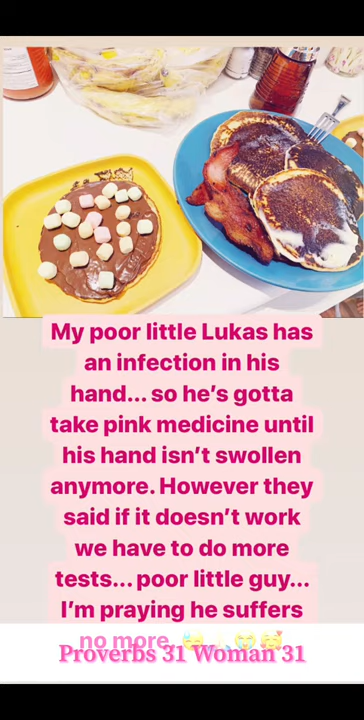 My poor little Lukas has
an infection in his
hand... so he's gotta
take pink medicine until
his hand isn't swollen
anymore. However they
said if it doesn't work
we have to do more
tests... poor little guy...
I'm praying he suffers
no more. 😅🙏🏻😍🥰
Proverbs 31 Woman 31